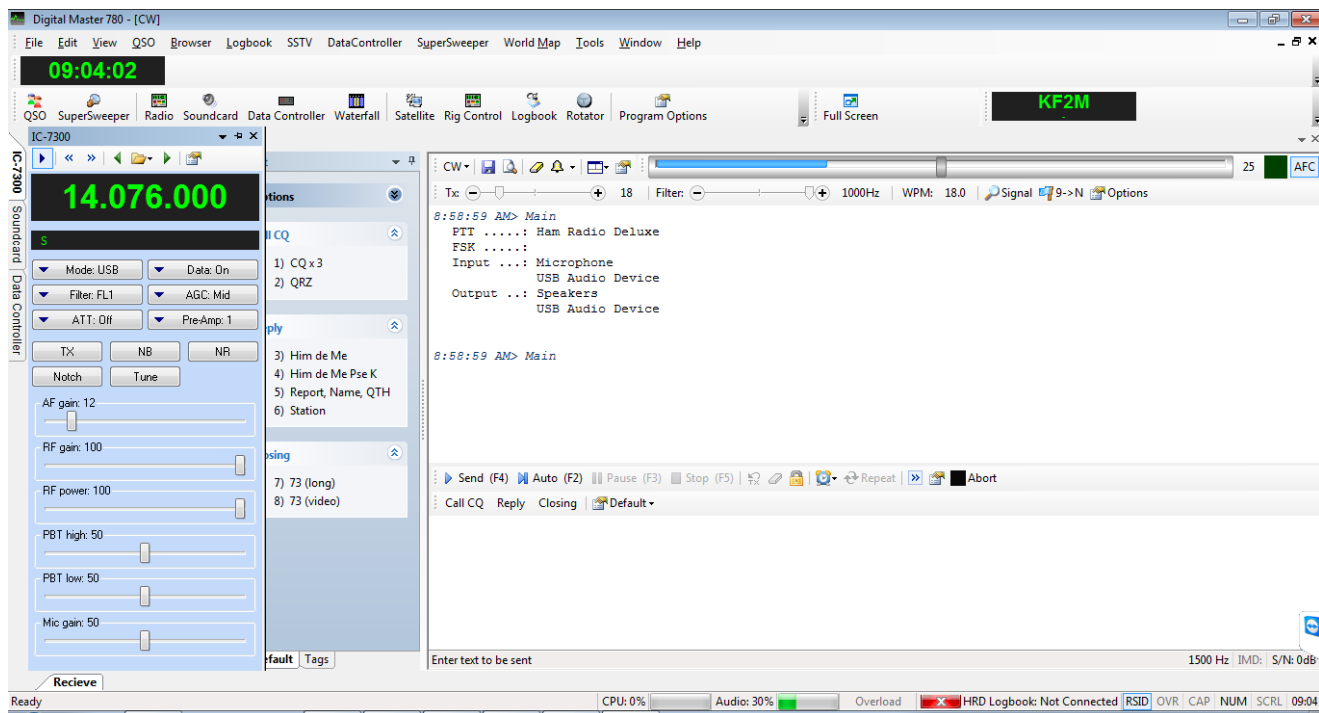 Digital Master 780 - [CW]
File Edit View QSO Browser Logbook SSTV DataController SuperSweeper World Map Tools Window Help
09:04:02
QSO SuperSweeper Radio Soundcard Data Controller Waterfall Satellite Rig Control Logbook Rotator Program Options Full Screen
KF2M
-
IC-7300
IC-7300
Soundcard
Data Controller
14.076.000
S
Mode: USB Data: On
Filter: FL1 AGC: Mid
ATT: Off Pre-Amp: 1
TX NB NR
Notch Tune
AF gain: 12
RF gain: 100
RF power: 100
PBT high: 50
PBT low: 50
Mic gain: 50
Recieve
:
ptions
ll CQ
1) CQ x 3
2) QRZ
eply
3) Him de Me
4) Him de Me Pse K
5) Report, Name, QTH
6) Station
osing
7) 73 (long)
8) 73 (video)
efault Tags
CW 25 AFC
Tx: 18 Filter: 1000Hz WPM: 18.0 Signal 9->N Options
8:58:59 AM> Main
PTT .....: Ham Radio Deluxe
FSK .....:
Input ...: Microphone
USB Audio Device
Output ..: Speakers
USB Audio Device
8:58:59 AM> Main
Send (F4) Auto (F2) Pause (F3) Stop (F5) Repeat Abort
Call CQ Reply Closing Default
Enter text to be sent 1500 Hz IMD: S/N: 0dB
Ready CPU: 0% Audio: 30% Overload HRD Logbook: Not Connected RSID OVR CAP NUM SCRL 09:04